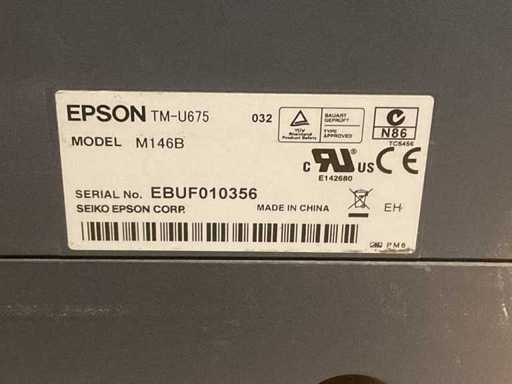 EPSON TM-U675 032
TÜV
Rheinland
Product Safety
BAUART
GEPRÜFT
TYPE
APPROVED
N86
TC5456
MODEL M146B
c RU us CE
E142680
SERIAL No. EBUF010356
SEIKO EPSON CORP. MADE IN CHINA EH
PM6